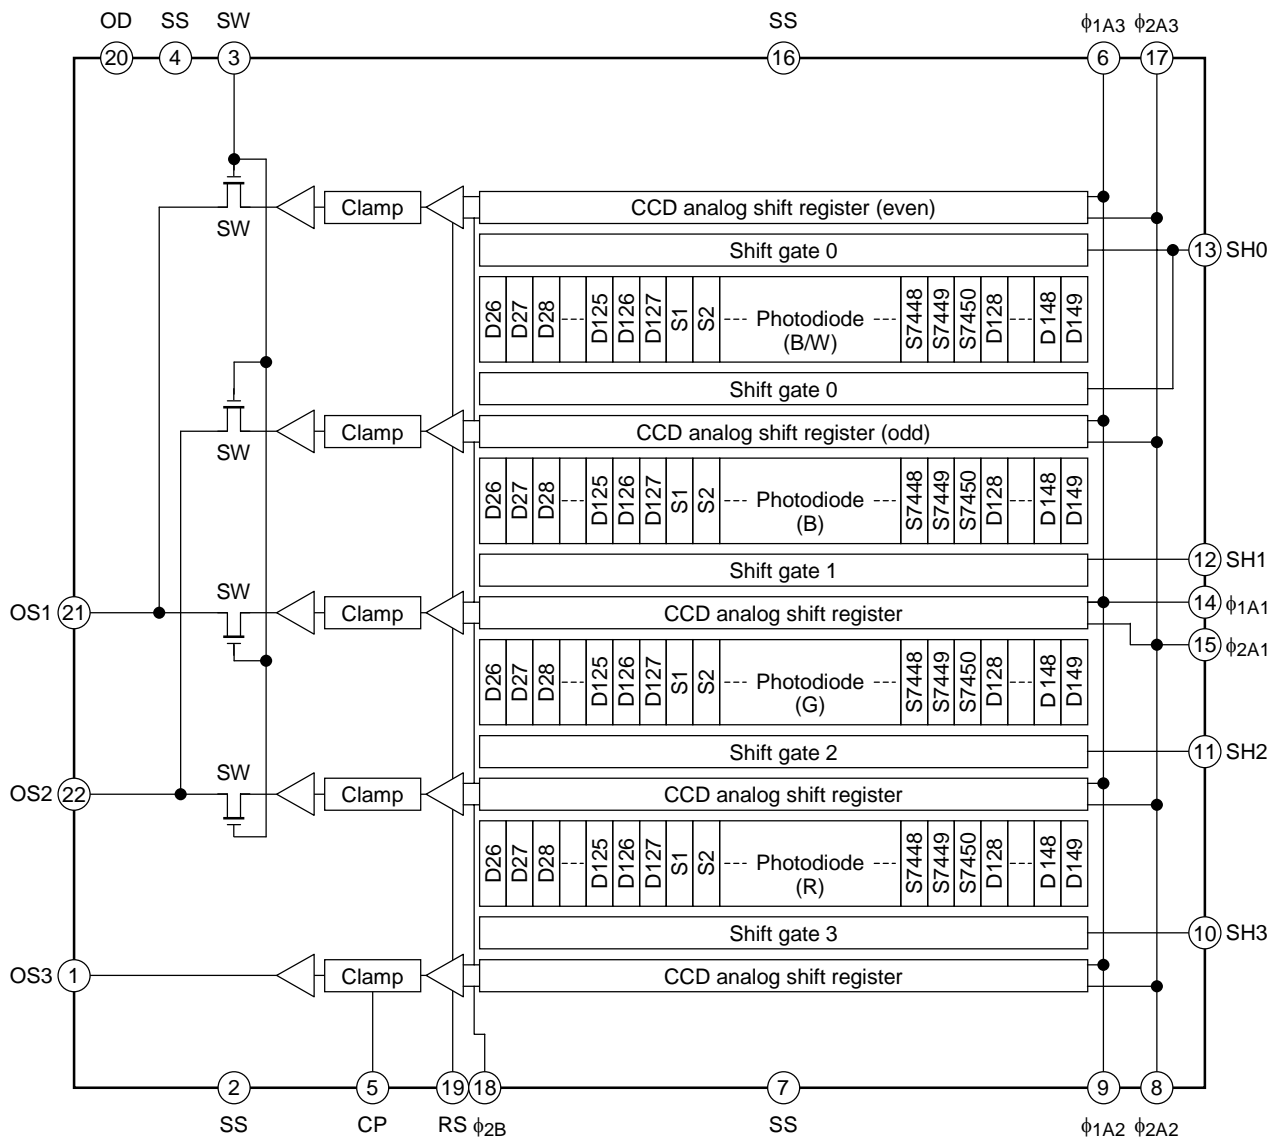 OD SS SW SS ϕ1A3 ϕ2A3
20 4 3 16 6 17
Clamp CCD analog shift register (even)
SW
Shift gate 0 13 SH0
D26 D27 D28 ---- D125 D126 D127 S1 S2 --- Photodiode (B/W) --- S7448 S7449 S7450 D128 ---- D148 D149
Shift gate 0
Clamp CCD analog shift register (odd)
SW
D26 D27 D28 ---- D125 D126 D127 S1 S2 --- Photodiode (B) --- S7448 S7449 S7450 D128 ---- D148 D149
Shift gate 1 12 SH1
SW
OS1 21 Clamp CCD analog shift register 14 ϕ1A1
15 ϕ2A1
D26 D27 D28 ---- D125 D126 D127 S1 S2 --- Photodiode (G) --- S7448 S7449 S7450 D128 ---- D148 D149
Shift gate 2 11 SH2
SW
OS2 22 Clamp CCD analog shift register
D26 D27 D28 ---- D125 D126 D127 S1 S2 --- Photodiode (R) --- S7448 S7449 S7450 D128 ---- D148 D149
Shift gate 3 10 SH3
OS3 1 Clamp CCD analog shift register
2 5 19 18 7 9 8
SS CP RS ϕ2B SS ϕ1A2 ϕ2A2